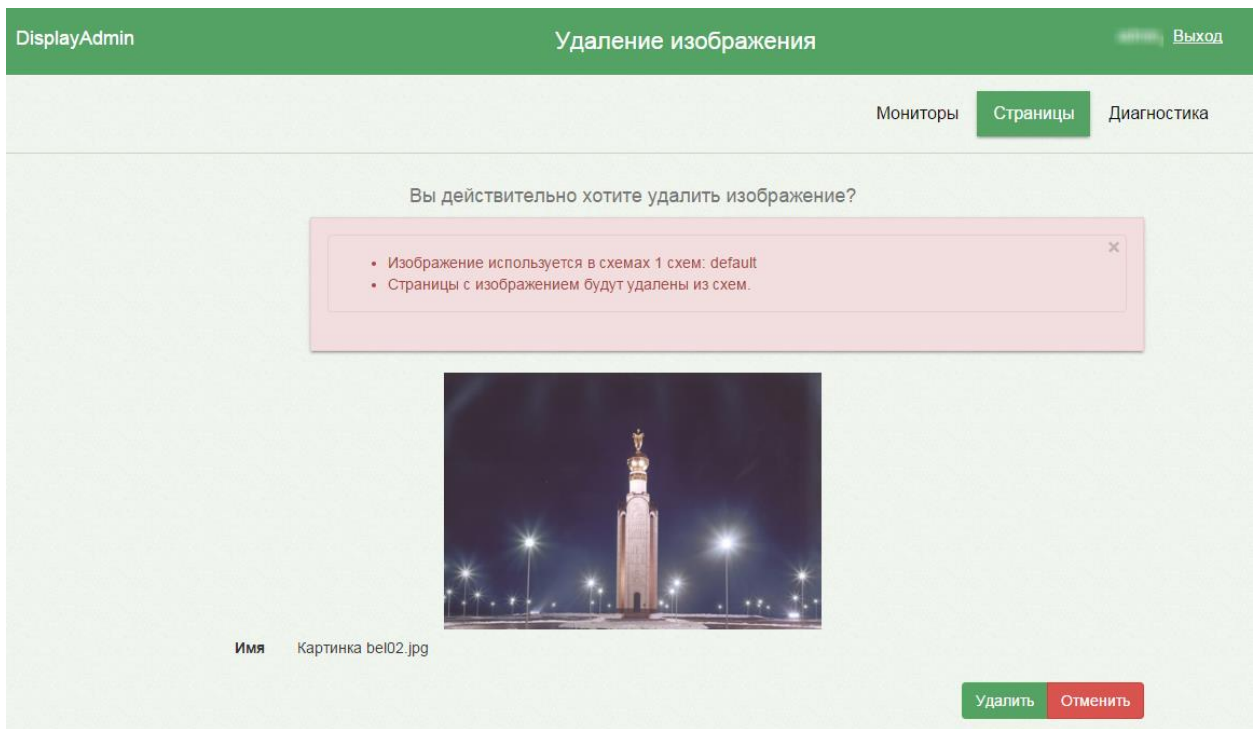 DisplayAdmin
Удаление изображения
Выход
Мониторы
Страницы
Диагностика
Вы действительно хотите удалить изображение?
×
Изображение используется в схемах 1 схем: default
Страницы с изображением будут удалены из схем.
Имя Картинка bel02.jpg
Удалить
Отменить